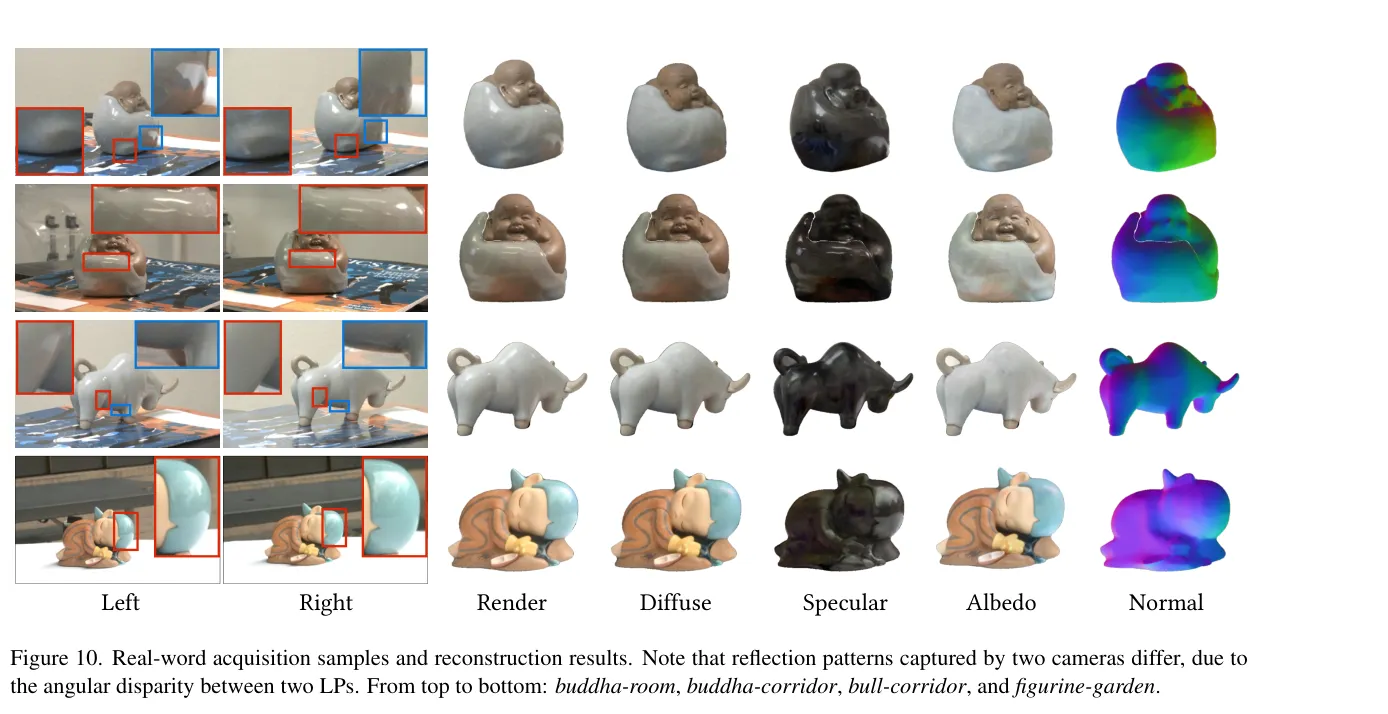 Left Right Render Diffuse Specular Albedo Normal
Figure 10. Real-word acquisition samples and reconstruction results. Note that reflection patterns captured by two cameras differ, due to
the angular disparity between two LPs. From top to bottom: buddha-room, buddha-corridor, bull-corridor, and figurine-garden.